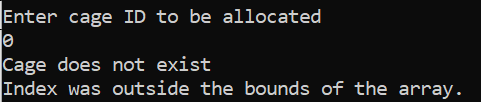 Enter cage ID to be allocated
0
Cage does not exist
Index was outside the bounds of the array.